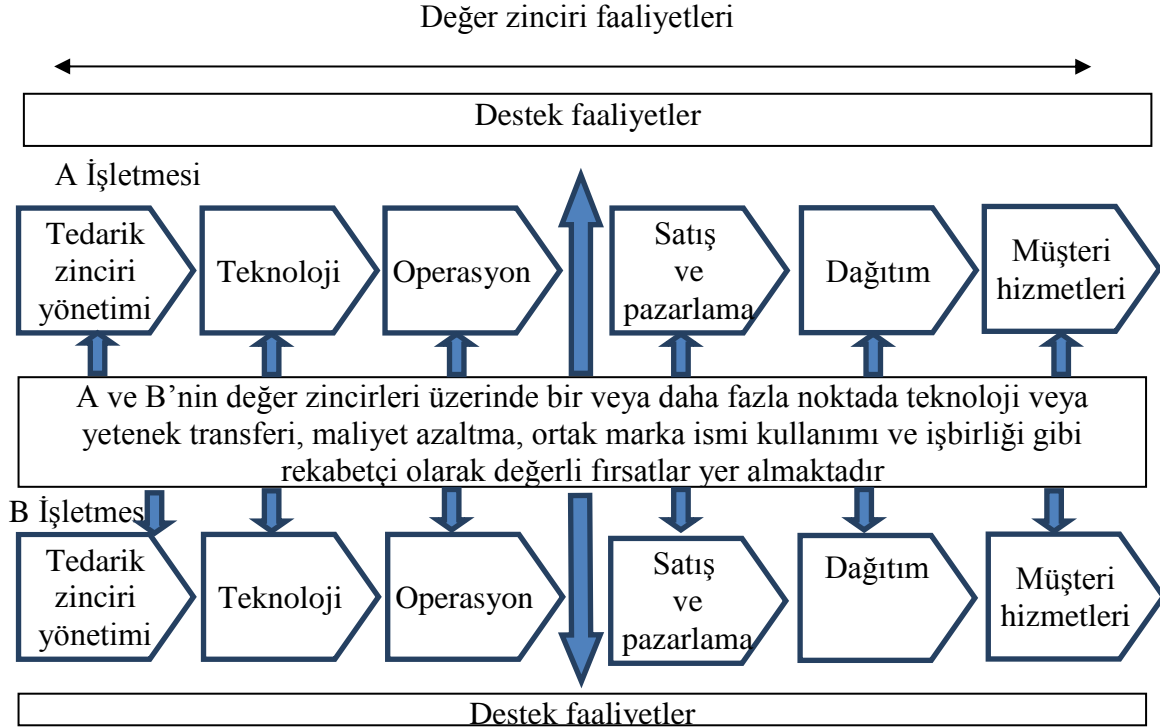 Değer zinciri faaliyetleri
Destek faaliyetler
A İşletmesi
Tedarik
zinciri
yönetimi
Teknoloji
Operasyon
Satış
ve
pazarlama
Dağıtım
Müşteri
hizmetleri
A ve B’nin değer zincirleri üzerinde bir veya daha fazla noktada teknoloji veya
yetenek transferi, maliyet azaltma, ortak marka ismi kullanımı ve işbirliği gibi
rekabetçi olarak değerli fırsatlar yer almaktadır
B İşletmes
Tedarik
zinciri
yönetimi
Teknoloji
Operasyon
Satış
ve
pazarlama
Dağıtım
Müşteri
hizmetleri
Destek faaliyetler